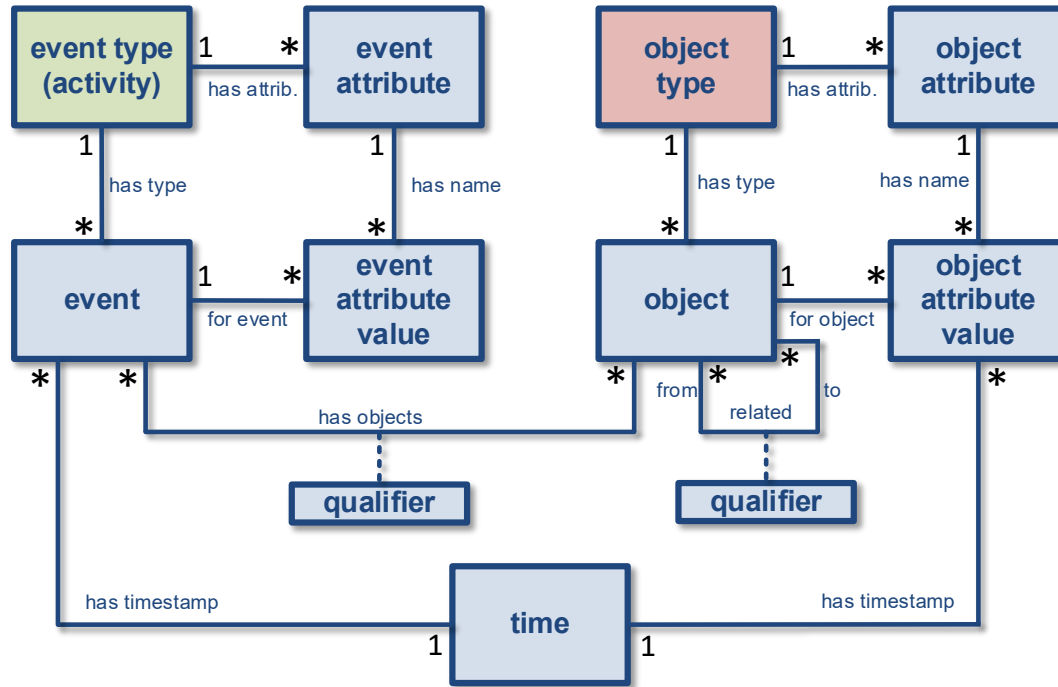 event type
(activity)
1
*
has attrib.
event
attribute
object
type
1
*
has attrib.
object
attribute
1
has type
*
1
has name
*
1
has type
*
1
has name
*
event
1
*
for event
event
attribute
value
object
1
*
for object
object
attribute
value
*
*
has objects
*
from
*
*
to
related
*
qualifier
qualifier
has timestamp
1
time
1
has timestamp